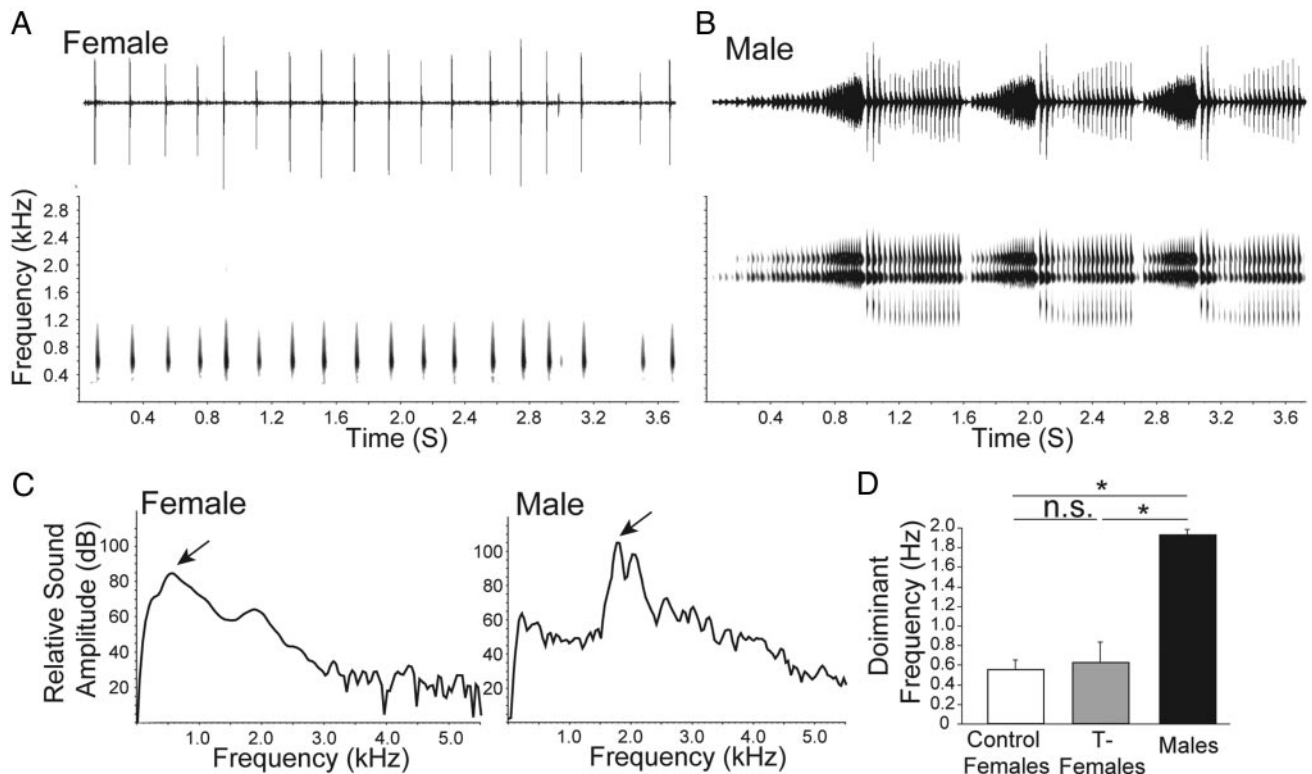 A
Female
Frequency (kHz)
2.8
2.4
2.0
1.6
1.2
0.8
0.4
0.4 0.8 1.2 1.6 2.0 2.4 2.8 3.2 3.6
Time (S)
B
Male
0.4 0.8 1.2 1.6 2.0 2.4 2.8 3.2 3.6
Time (S)
C
Female
Relative Sound
Amplitude (dB)
100
80
60
40
20
1.0 2.0 3.0 4.0 5.0
Frequency (kHz)
Male
100
80
60
40
20
1.0 2.0 3.0 4.0 5.0
Frequency (kHz)
D
*
n.s. *
Doiminant
Frequency (Hz)
2.0
1.8
1.6
1.4
1.2
1.0
0.8
0.6
0.4
0.2
0
Control
Females
T-
Females
Males